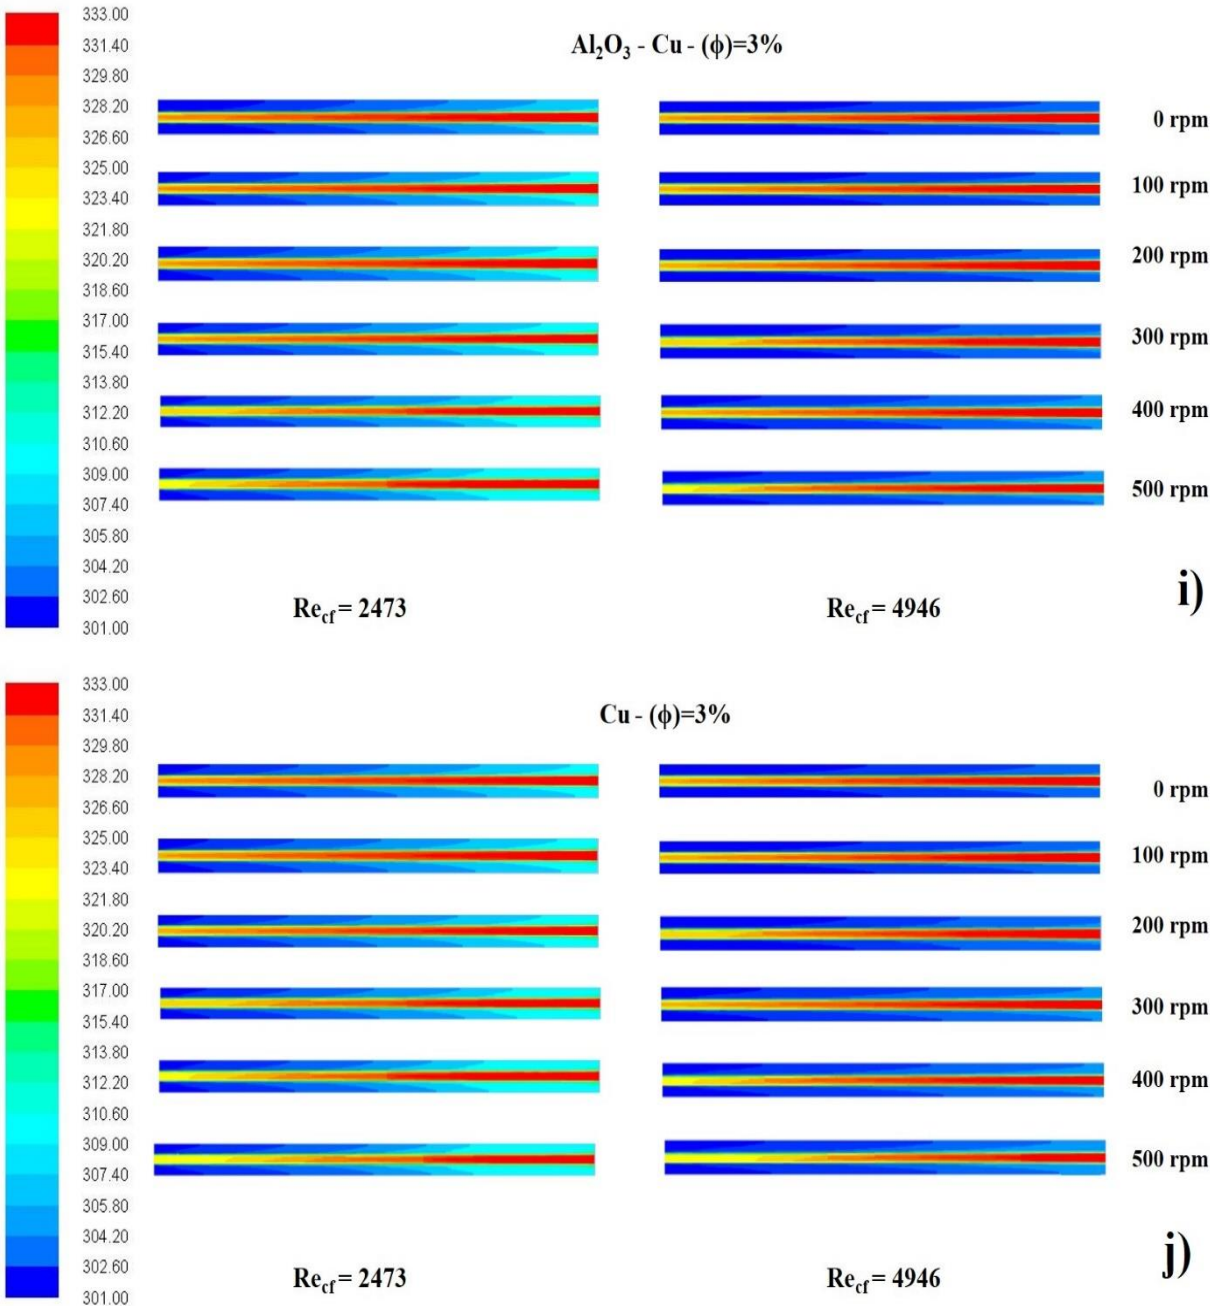 333.00
331.40
329.80
328.20
326.60
325.00
323.40
321.80
320.20
318.60
317.00
315.40
313.80
312.20
310.60
309.00
307.40
305.80
304.20
302.60
301.00
Al₂O₃ - Cu - (ϕ)=3%
0 rpm
100 rpm
200 rpm
300 rpm
400 rpm
500 rpm
Re_cf = 2473
Re_cf = 4946
i)
333.00
331.40
329.80
328.20
326.60
325.00
323.40
321.80
320.20
318.60
317.00
315.40
313.80
312.20
310.60
309.00
307.40
305.80
304.20
302.60
301.00
Cu - (ϕ)=3%
0 rpm
100 rpm
200 rpm
300 rpm
400 rpm
500 rpm
Re_cf = 2473
Re_cf = 4946
j)